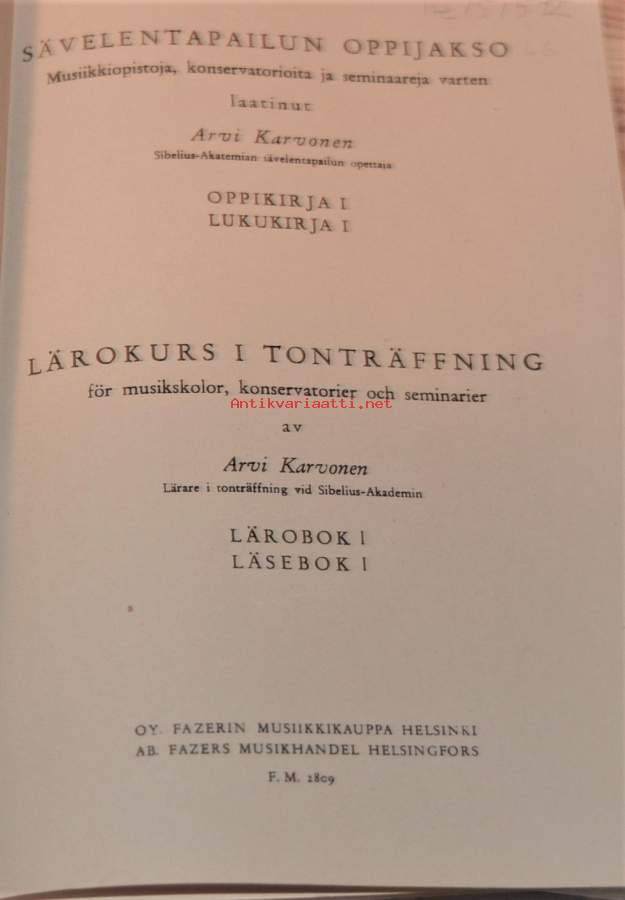 SÄVELENTAPAILUN OPPIJAKSO
Musiikkiopistoja, konservatorioita ja seminaareja varten
laatinut
Arvi Karvonen
Sibelius-Akatemian sävelentapailun opettaja
OPPIKIRJA I
LUKUKIRJA I
LÄROKURS I TONTRÄFFNING
för musikskolor, konservatorier och seminarier
Antikvariaatti.net
av
Arvi Karvonen
Lärare i tonträffning vid Sibelius-Akademin
LÄROBOK I
LÄSEBOK I
OY. FAZERIN MUSIIKKIKAUPPA HELSINKI
AB. FAZERS MUSIKHANDEL HELSINGFORS
F. M. 2809